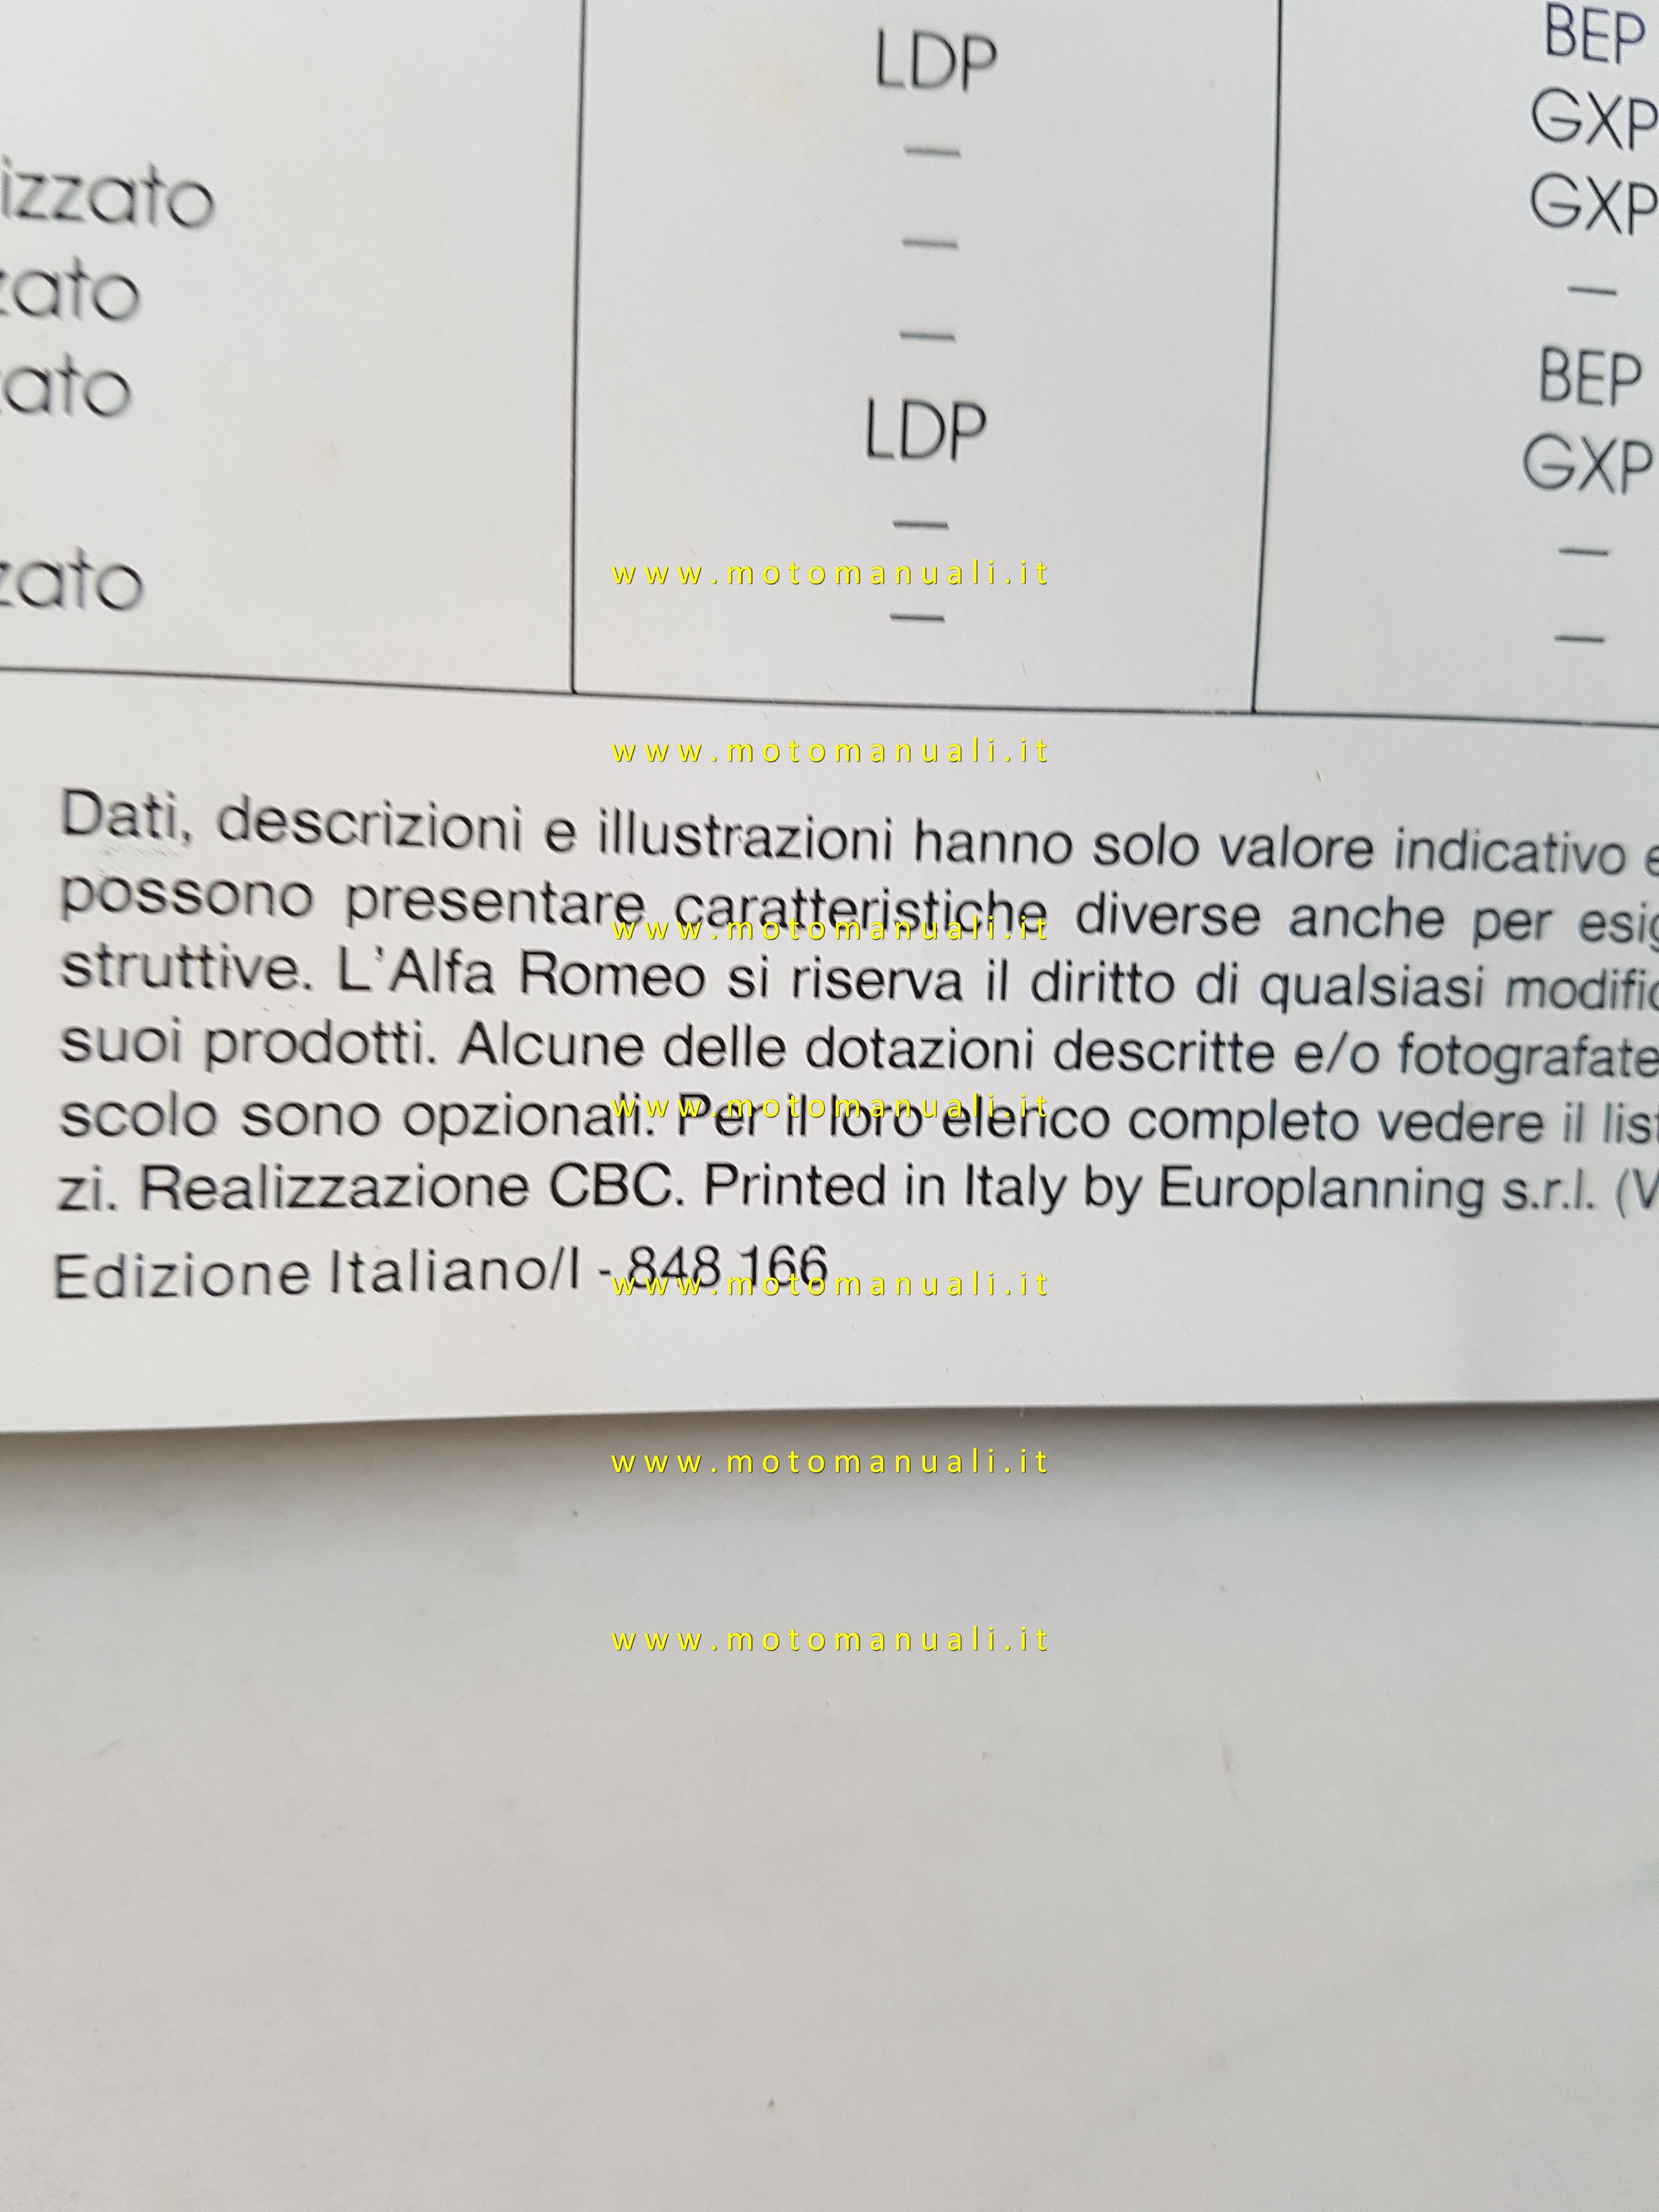 LDP BEP
— GXP
izzato — GXP
zato — —
zato LDP BEP
— GXP
— —
zato — —
www.motomanuali.it
www.motomanuali.it
Dati, descrizioni e illustrazioni hanno solo valore indicativo e
possono presentare caratteristiche diverse anche per esig
www.motomanuali.it
struttive. L'Alfa Romeo si riserva il diritto di qualsiasi modific
suoi prodotti. Alcune delle dotazioni descritte e/o fotografate
scolo sono opzionali. Per il loro elenco completo vedere il list
www.motomanuali.it
zi. Realizzazione CBC. Printed in Italy by Europlanning s.r.l. (V
Edizione Italiano/I - 848 166
www.motomanuali.it
www.motomanuali.it
www.motomanuali.it